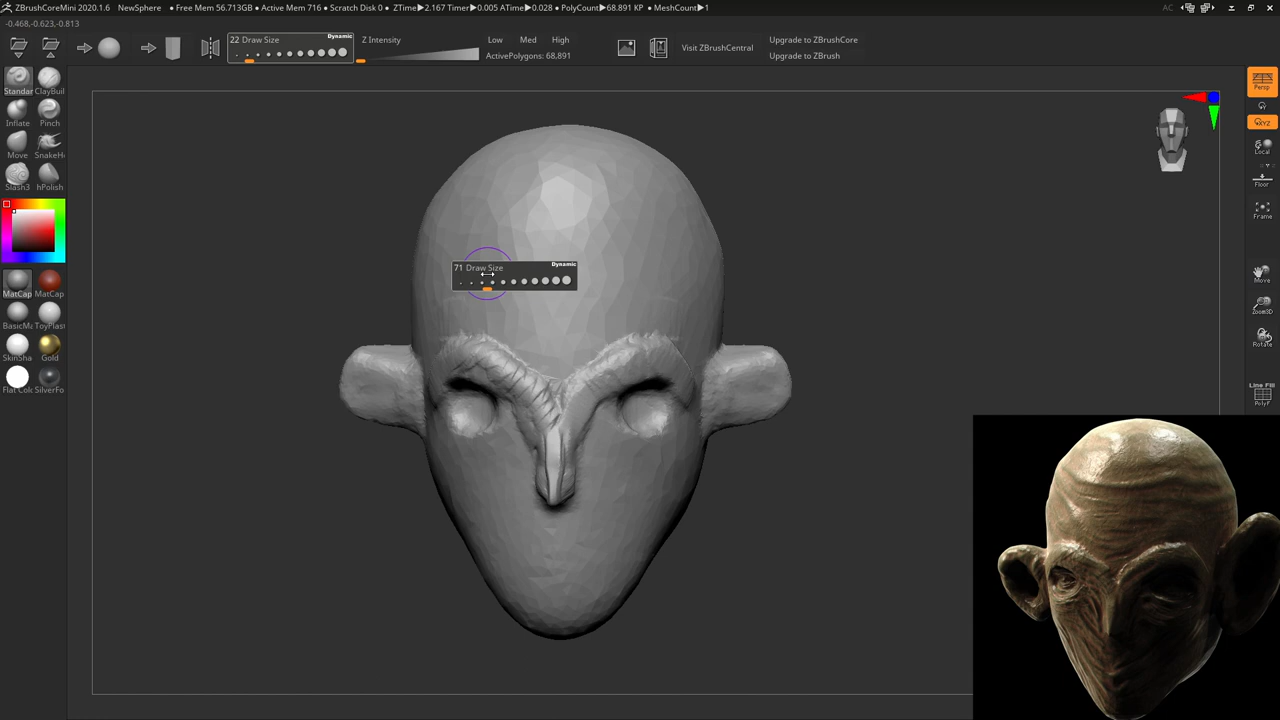 ZBrushCoreMini 2020.1.6 NewSphere • Free Mem 56.713GB • Active Mem 716 • Scratch Disk 0 • ZTime▶2.167 Timer▶0.005 ATime▶0.028 • PolyCount▶68.891 KP • MeshCount▶1 AC
-0.468,-0.623,-0.813
22 Draw Size Dynamic
Z Intensity
Low Med High
ActivePolygons: 68,891
Visit ZBrushCentral
Upgrade to ZBrushCore
Upgrade to ZBrush
Standar ClayBuil
Inflate Pinch
Move SnakeHo
Slash3 hPolish
MatCap MatCap
BasicMa ToyPlast
SkinSha Gold
Flat Colo SilverFo
71 Draw Size Dynamic
Persp
XYZ
Local
Floor
Frame
Move
Zoom3D
Rotate
Line Fill
PolyF